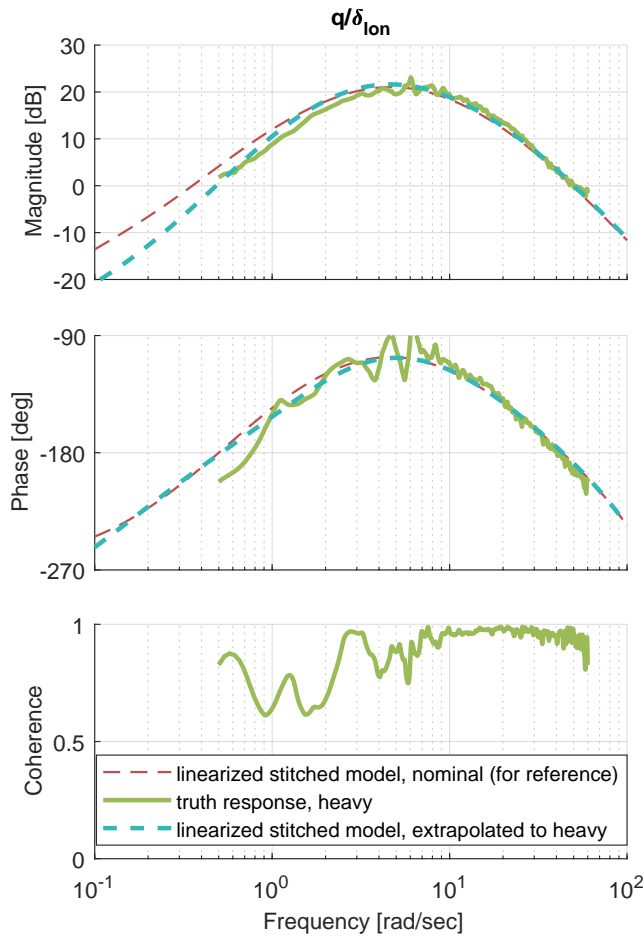 q/δlon
30
20
10
0
-10
-20
Magnitude [dB]
-90
-180
-270
Phase [deg]
1
0.5
0
Coherence
linearized stitched model, nominal (for reference)
truth response, heavy
linearized stitched model, extrapolated to heavy
10-1
100
101
102
Frequency [rad/sec]